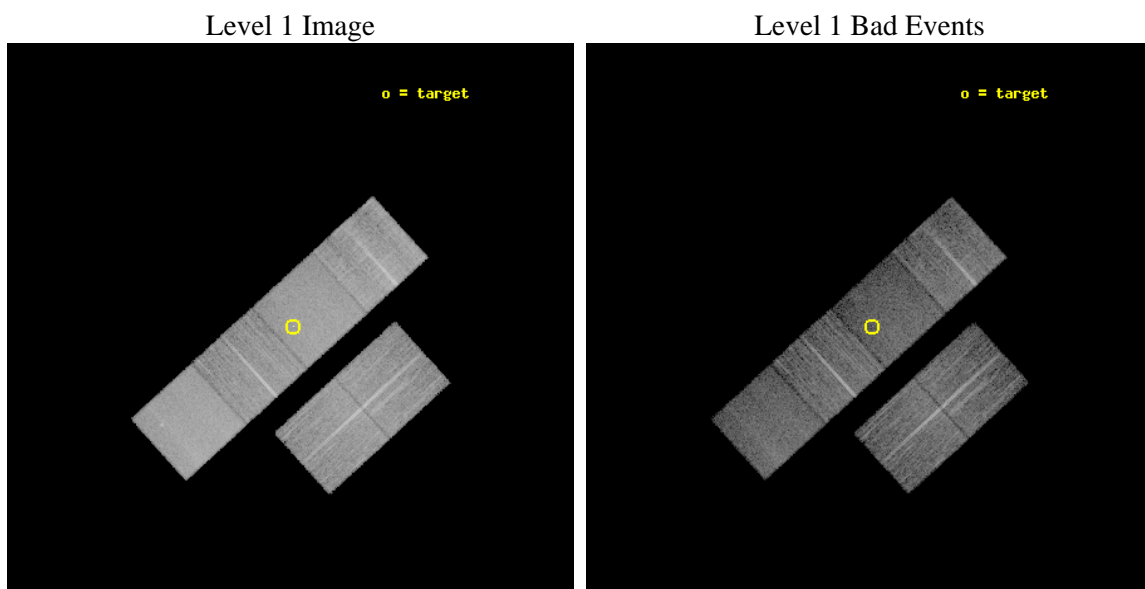 Level 1 Image
Level 1 Bad Events
o = target
o = target